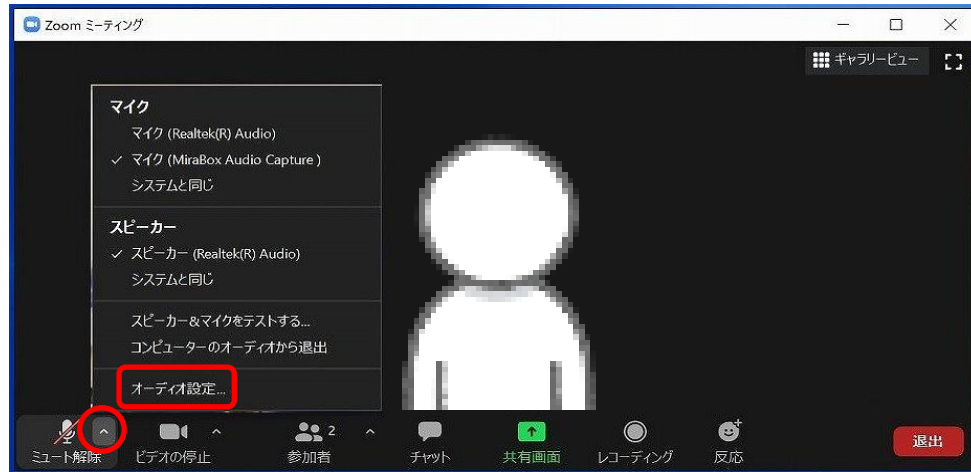 Zoom ミーティング
ギャラリービュー
マイク
マイク (Realtek(R) Audio)
✓ マイク (MiraBox Audio Capture )
システムと同じ
スピーカー
✓ スピーカー (Realtek(R) Audio)
システムと同じ
スピーカー&マイクをテストする...
コンピューターのオーディオから退出
オーディオ設定...
2
ミュート解除
ビデオの停止
参加者
チャット
共有画面
レコーディング
反応
退出